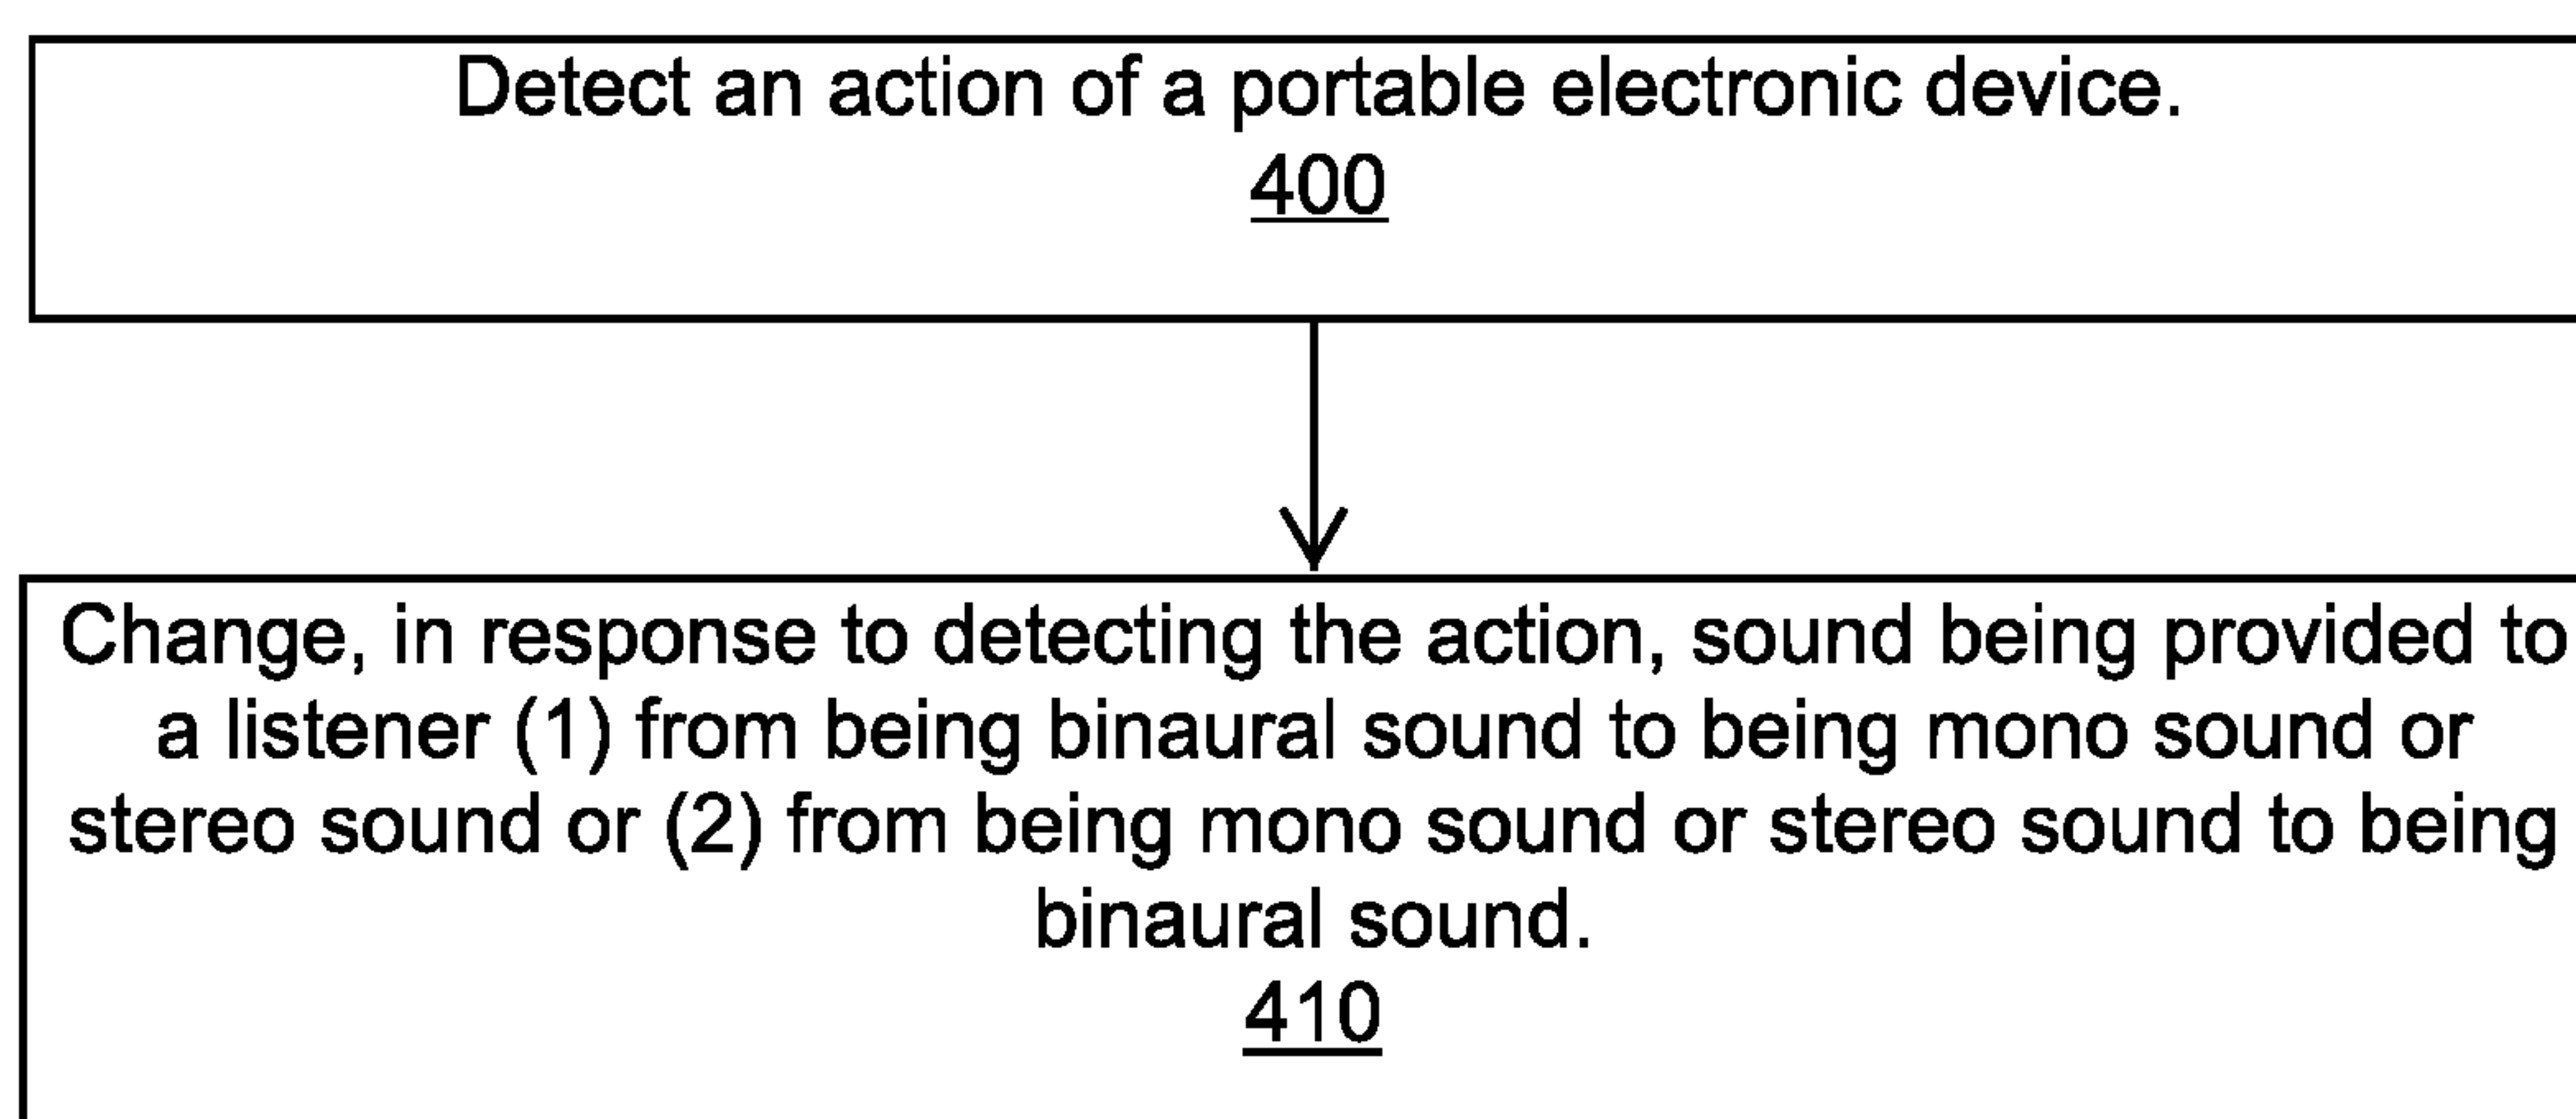 Detect an action of a portable electronic device.
400
Change, in response to detecting the action, sound being provided to
a listener (1) from being binaural sound to being mono sound or
stereo sound or (2) from being mono sound or stereo sound to being
binaural sound.
410